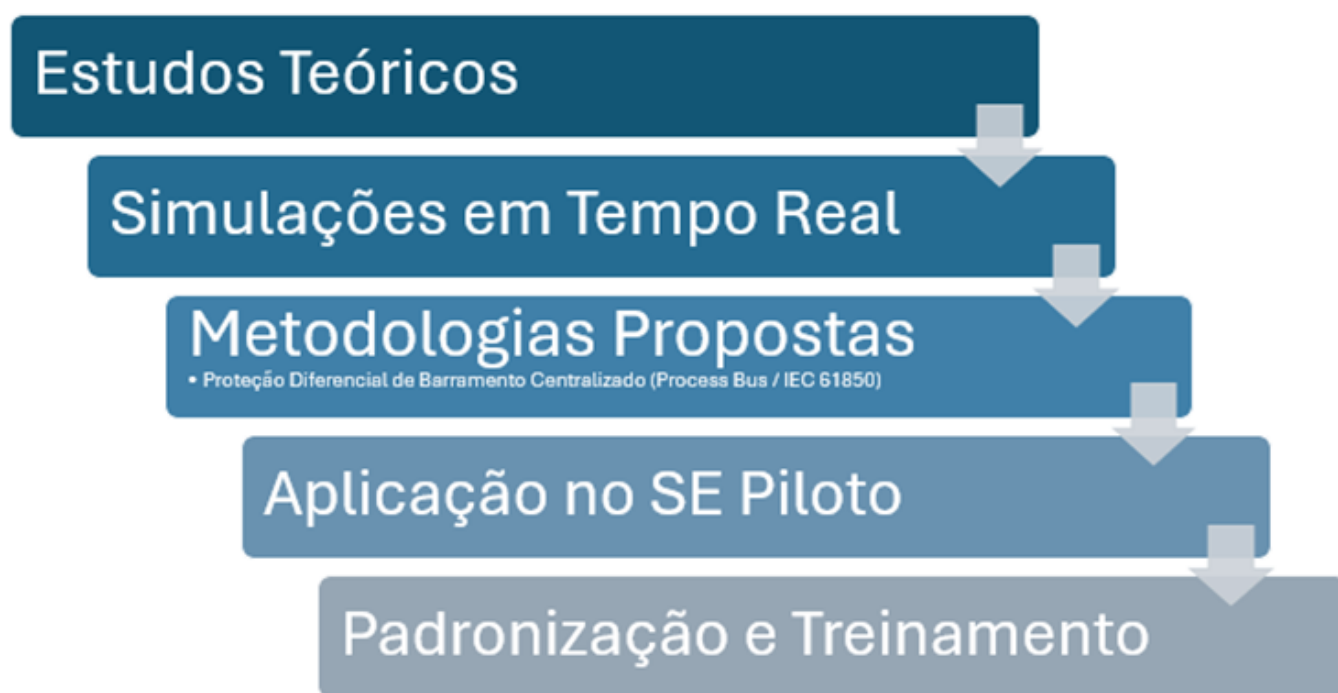 Estudos Teóricos
Simulações em Tempo Real
Metodologias Propostas
• Proteção Diferencial de Barramento Centralizado (Process Bus / IEC 61850)
Aplicação no SE Piloto
Padronização e Treinamento